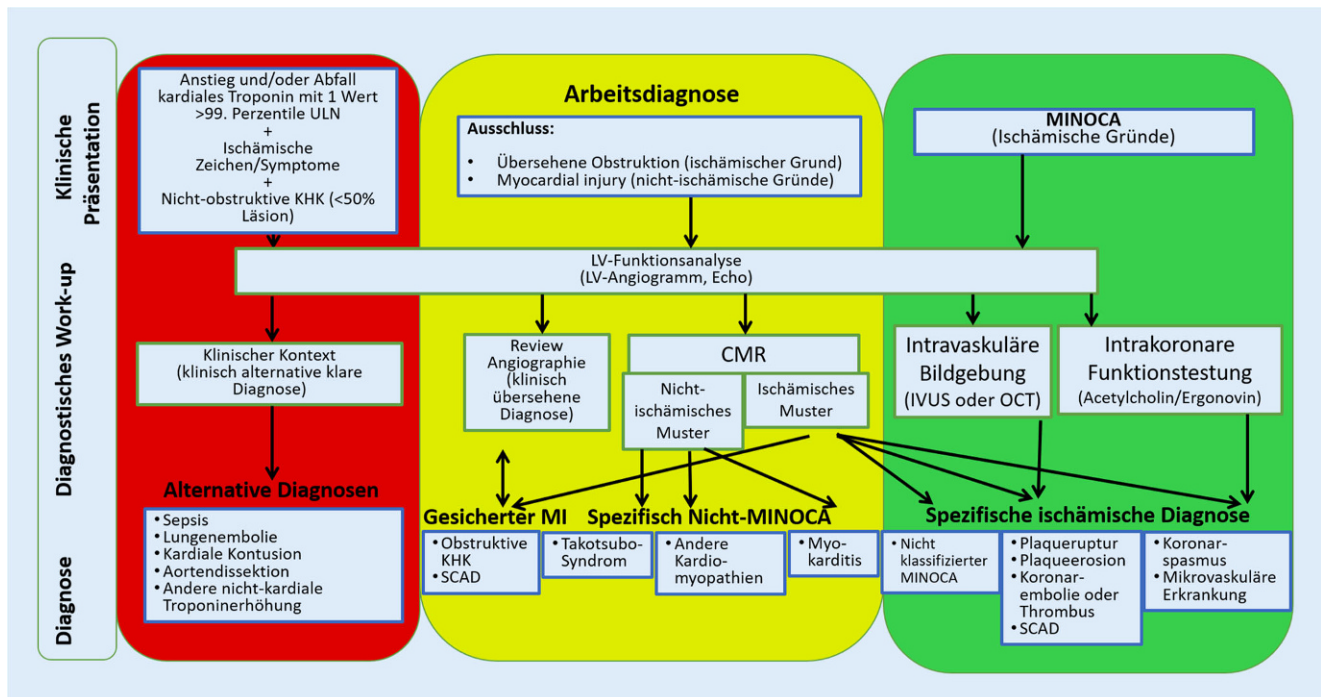 Klinische
Präsentation
Diagnostisches Work-up
Diagnose
Anstieg und/oder Abfall
kardiales Troponin mit 1 Wert
>99. Perzentile ULN
+
Ischämische
Zeichen/Symptome
+
Nicht-obstruktive KHK (<50%
Läsion)
Arbeitsdiagnose
Ausschluss:
• Übersehene Obstruktion (ischämischer Grund)
• Myocardial injury (nicht-ischämische Gründe)
MINOCA
(Ischämische Gründe)
LV-Funktionsanalyse
(LV-Angiogramm, Echo)
Klinischer Kontext
(klinisch alternative klare
Diagnose)
Review
Angiographie
(klinisch
übersehene
Diagnose)
CMR
Nicht-
ischämisches
Muster
Ischämisches
Muster
Intravaskuläre
Bildgebung
(IVUS oder OCT)
Intrakoronare
Funktionstestung
(Acetylcholin/Ergonovin)
Alternative Diagnosen
• Sepsis
• Lungenembolie
• Kardiale Kontusion
• Aortendissektion
• Andere nicht-kardiale
Troponinerhöhung
Gesicherter MI
• Obstruktive
KHK
• SCAD
Spezifisch Nicht-MINOCA
• Takotsubo-
Syndrom
• Andere
Kardio-
myopathien
• Myo-
karditis
Spezifische ischämische Diagnose
• Nicht
klassifizierter
MINOCA
• Plaqueruptur
• Plaqueerosion
• Koronar-
embolie oder
Thrombus
• SCAD
• Koronar-
spasmus
• Mikrovaskuläre
Erkrankung